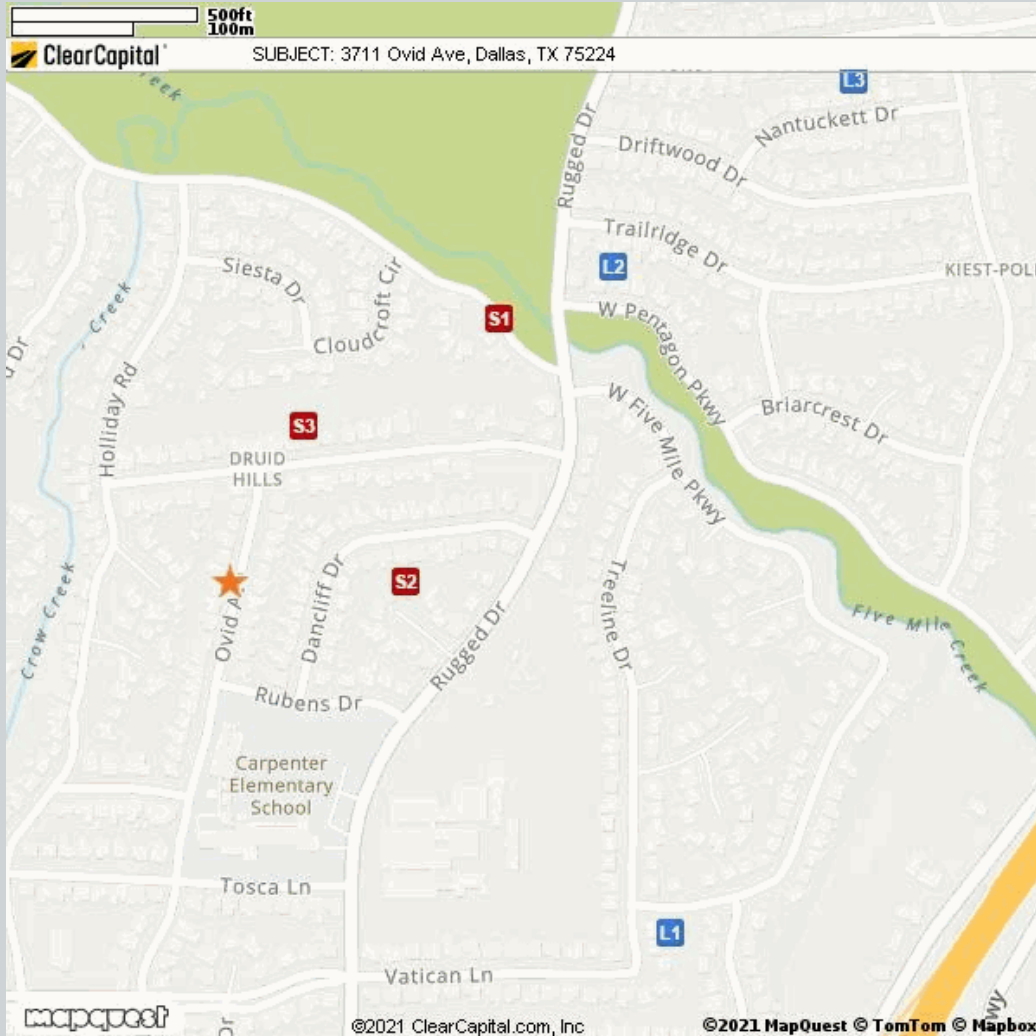 500ft
100m
ClearCapital
SUBJECT: 3711 Ovid Ave, Dallas, TX 75224
L3
Nantuckett Dr
Driftwood Dr
Rugged Dr
Trailridge Dr
Siesta Dr
L2
KIEST-POL
Cloudcroft Cir
S1
W Pentagon Pkwy
Creek
Holliday Rd
W Five Mile Pkwy
Briarcrest Dr
S3
DRUID
HILLS
Dancliff Dr
S2
Treeline Dr
Ovid A
Crow Creek
Five Mile Creek
Rugged Dr
Rubens Dr
Carpenter
Elementary
School
Tosca Ln
L1
Vatican Ln
mapquest
©2021 ClearCapital.com, Inc
©2021 MapQuest © TomTom © Mapbox